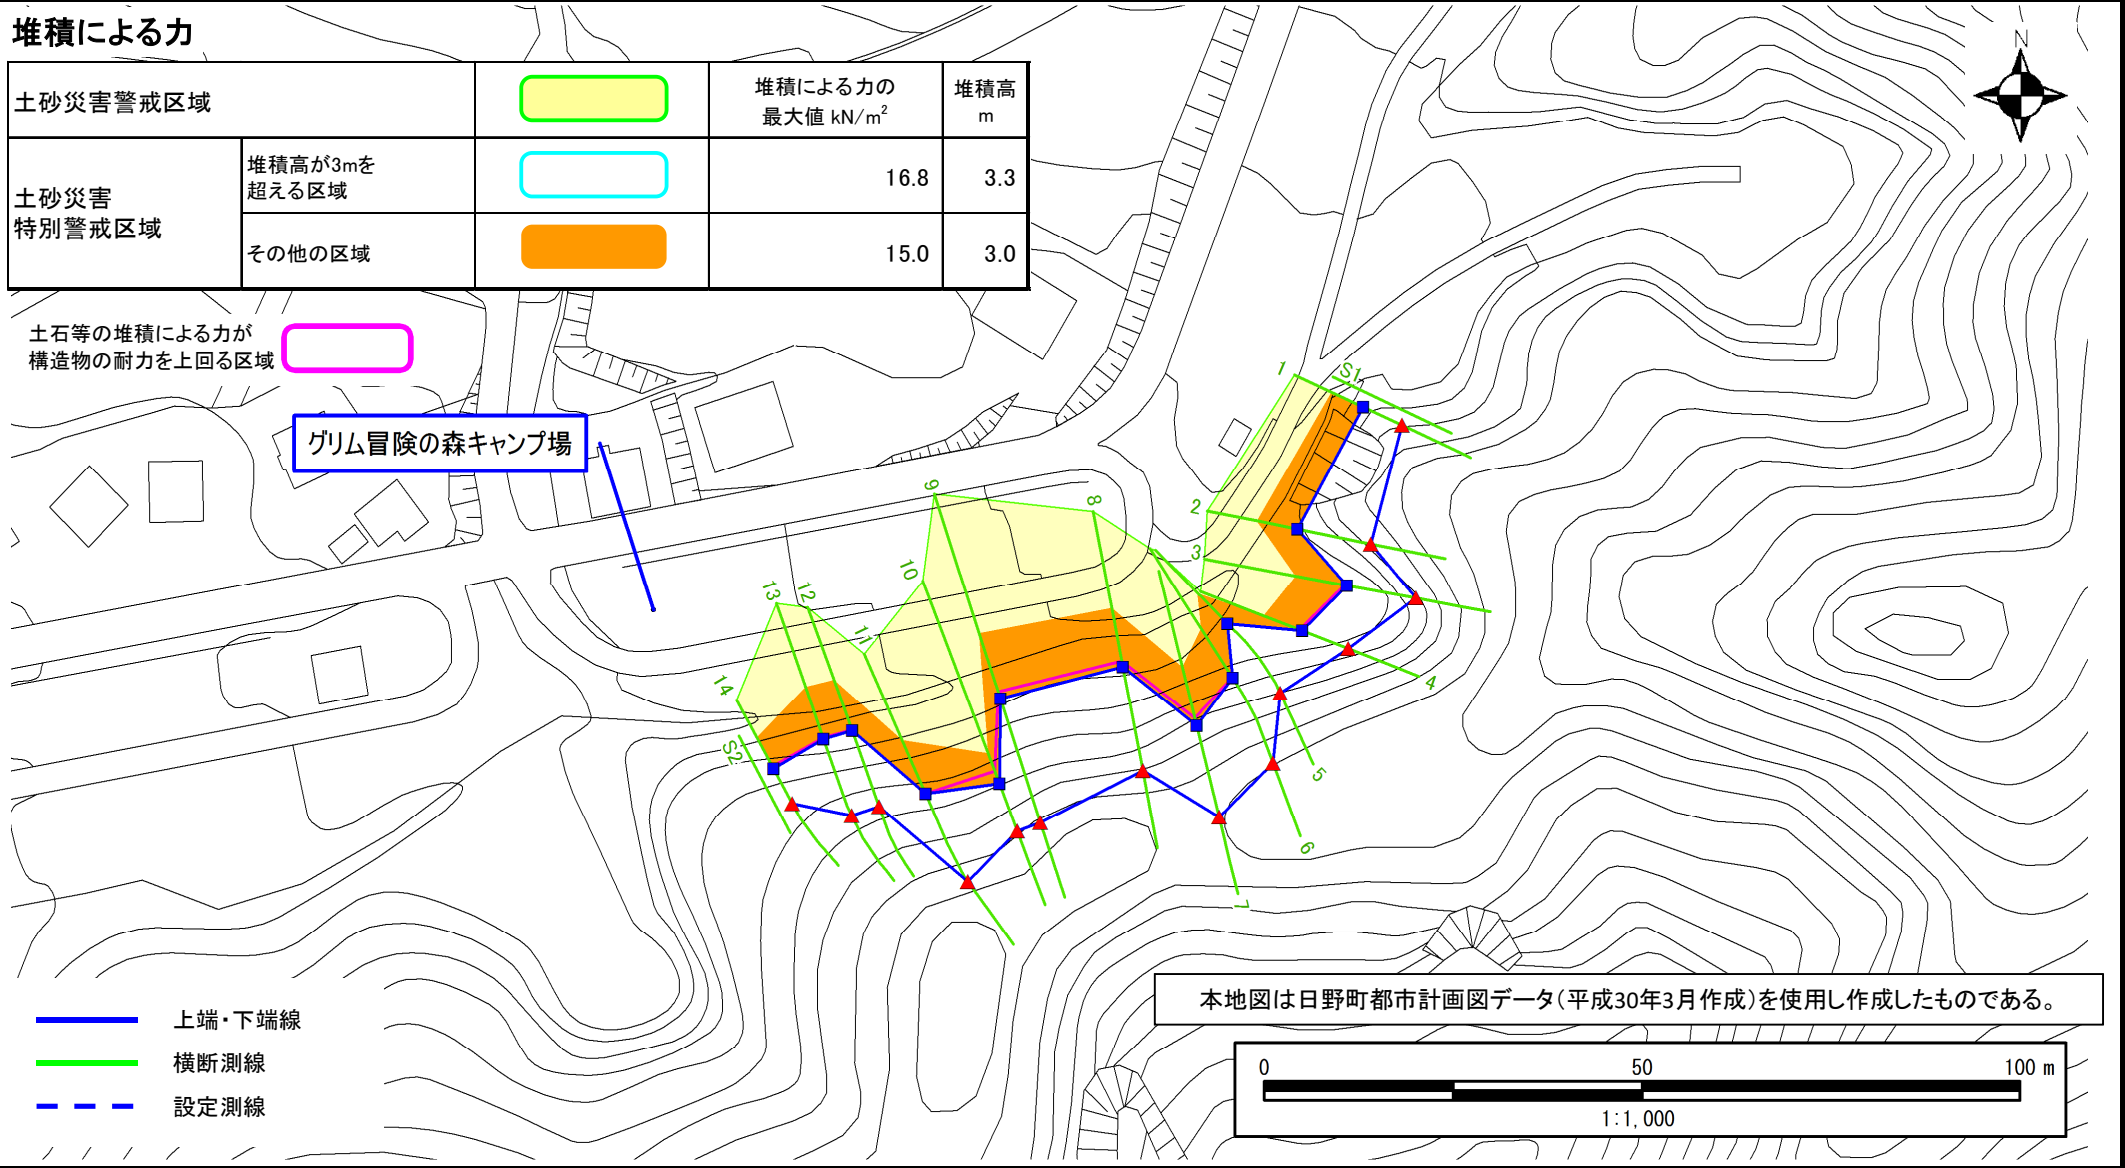 堆積による力
土砂災害警戒区域
堆積による力の
最大値 kN/m²
堆積高
m
土砂災害
特別警戒区域
堆積高が3mを
超える区域
16.8
3.3
その他の区域
15.0
3.0
土石等の堆積による力が
構造物の耐力を上回る区域
グリム冒険の森キャンプ場
N
1
S1
2
3
4
5
6
7
8
9
10
11
12
13
14
S2
上端・下端線
横断測線
設定測線
本地図は日野町都市計画図データ(平成30年3月作成)を使用し作成したものである。
0 50 100 m
1:1,000